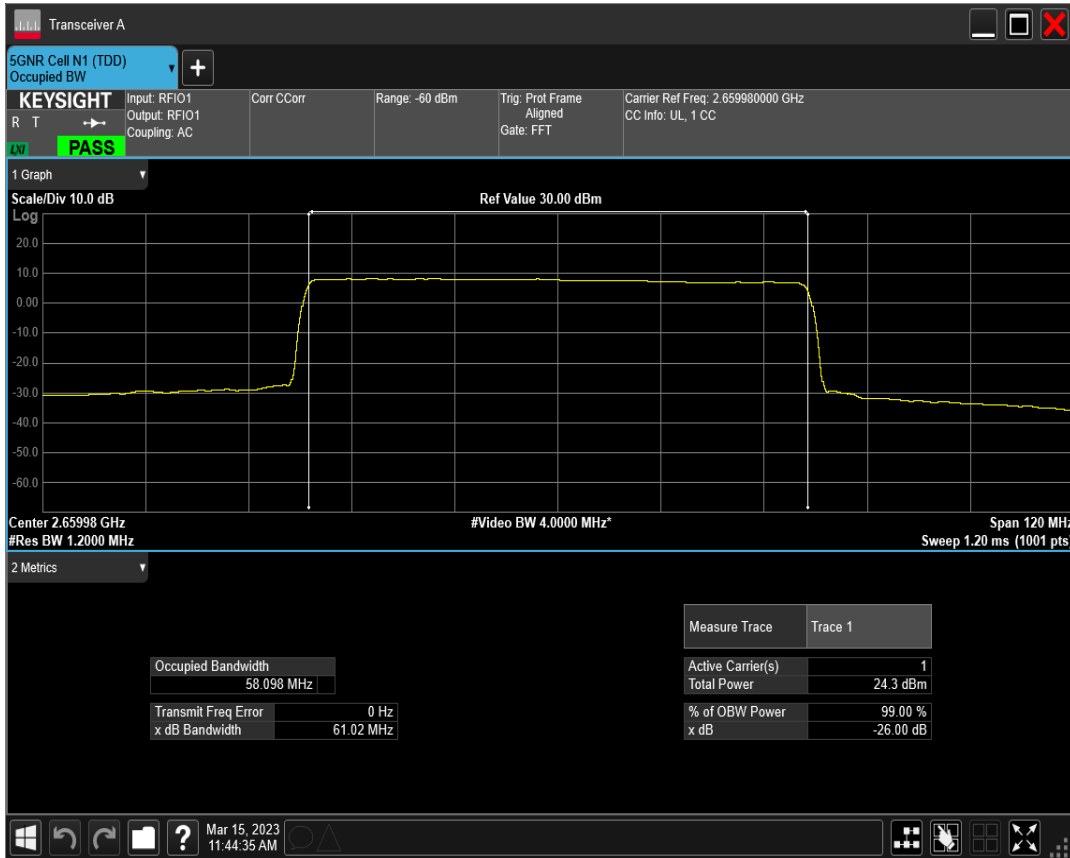 Transceiver A
5GNR Cell N1 (TDD)
Occupied BW
+
KEYSIGHT
R T
LXI
PASS
Input: RFIO1
Output: RFIO1
Coupling: AC
Corr CCorr
Range: -60 dBm
Trig: Prot Frame
Aligned
Gate: FFT
Carrier Ref Freq: 2.659980000 GHz
CC Info: UL, 1 CC
1 Graph
Scale/Div 10.0 dB
Ref Value 30.00 dBm
Log
20.0
10.0
0.00
-10.0
-20.0
-30.0
-40.0
-50.0
-60.0
Center 2.65998 GHz
#Video BW 4.0000 MHz*
Span 120 MHz
#Res BW 1.2000 MHz
Sweep 1.20 ms (1001 pts)
2 Metrics
Measure Trace Trace 1
Occupied Bandwidth
58.098 MHz
Active Carrier(s) 1
Total Power 24.3 dBm
Transmit Freq Error 0 Hz
x dB Bandwidth 61.02 MHz
% of OBW Power 99.00 %
x dB -26.00 dB
?
Mar 15, 2023
11:44:35 AM